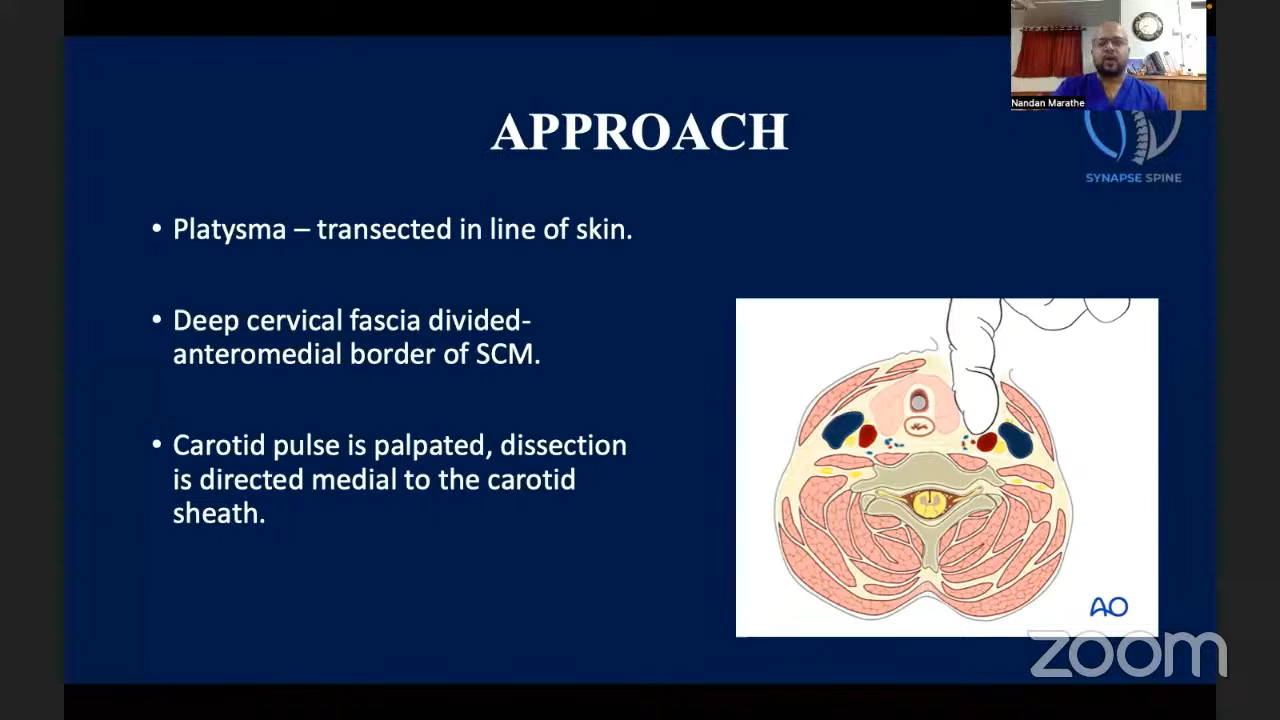 Nandan Marathe
APPROACH
SYNAPSE SPINE
• Platysma – transected in line of skin.
• Deep cervical fascia divided-
anteromedial border of SCM.
• Carotid pulse is palpated, dissection
is directed medial to the carotid
sheath.
AO
zoom